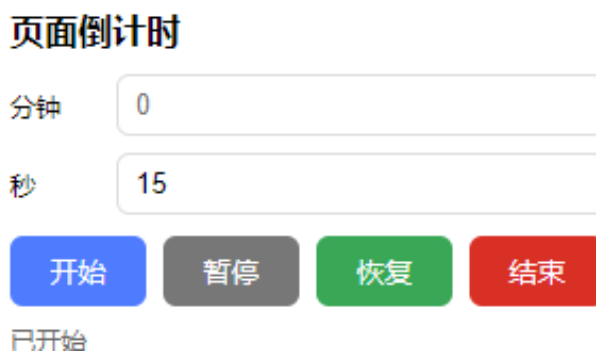 页面倒计时
分钟 0
秒 15
开始 暂停 恢复 结束
已开始